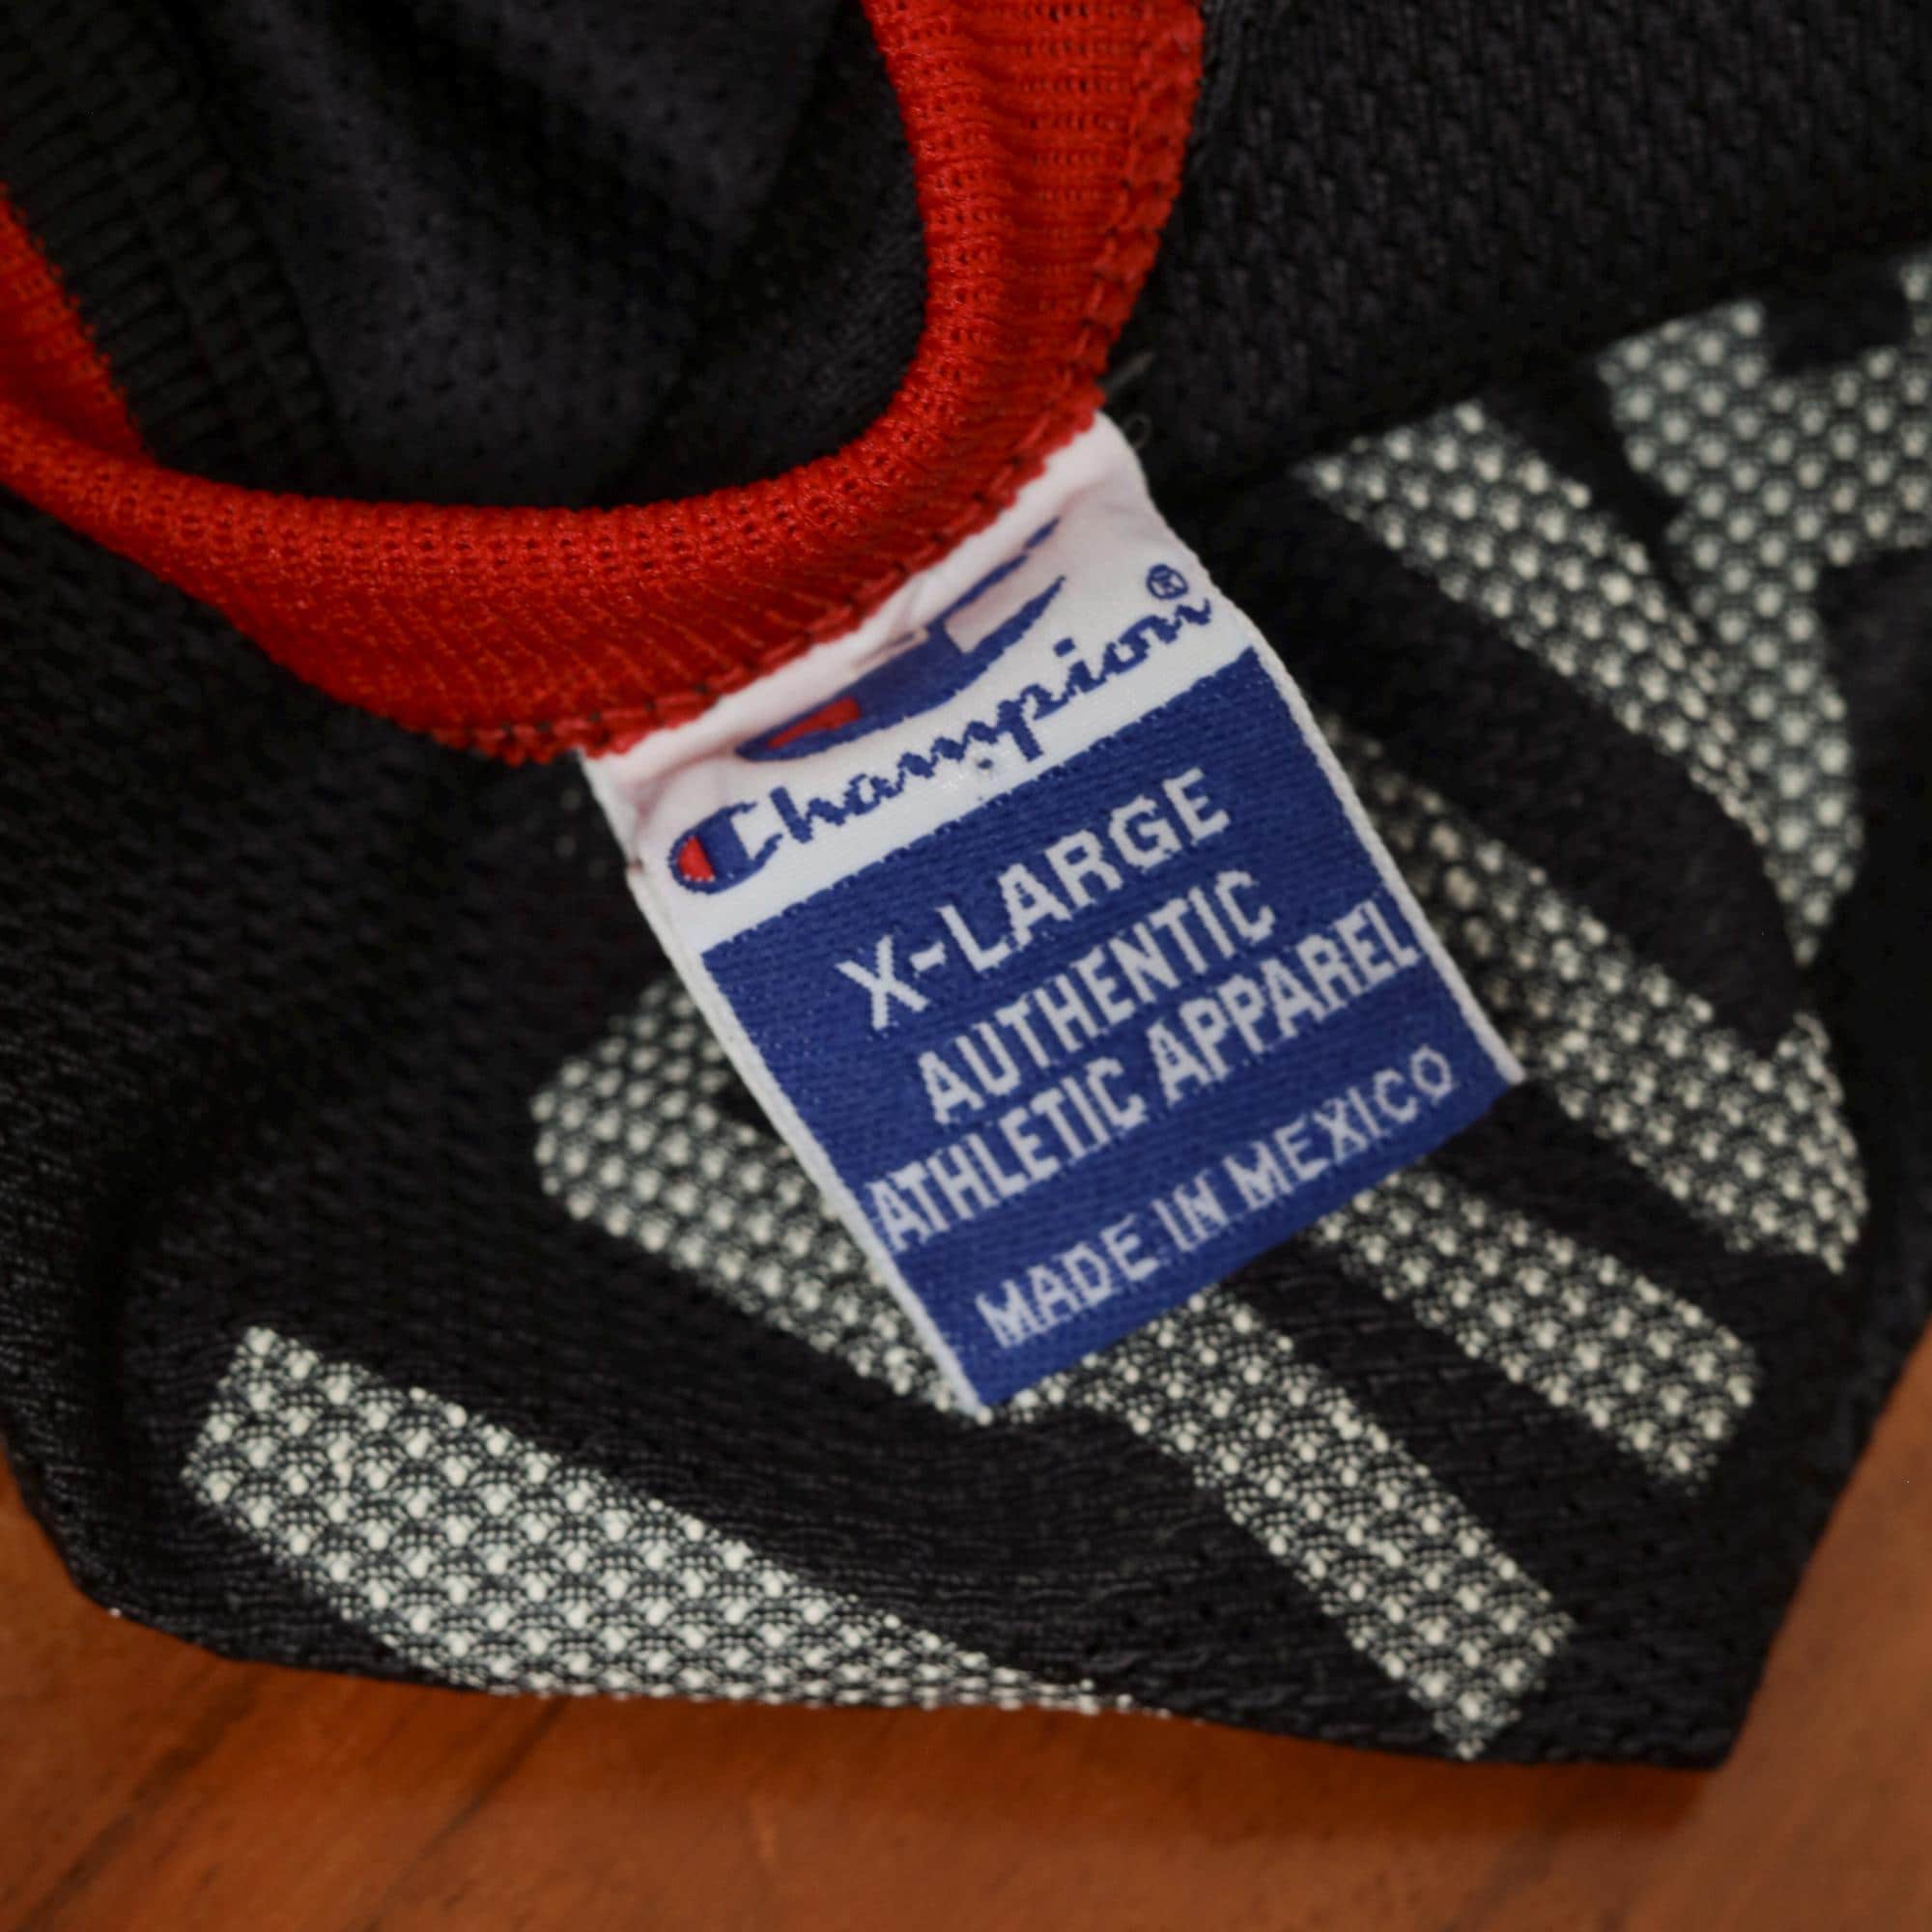 Champion®
X-LARGE
AUTHENTIC
ATHLETIC APPAREL
MADE IN MEXICO